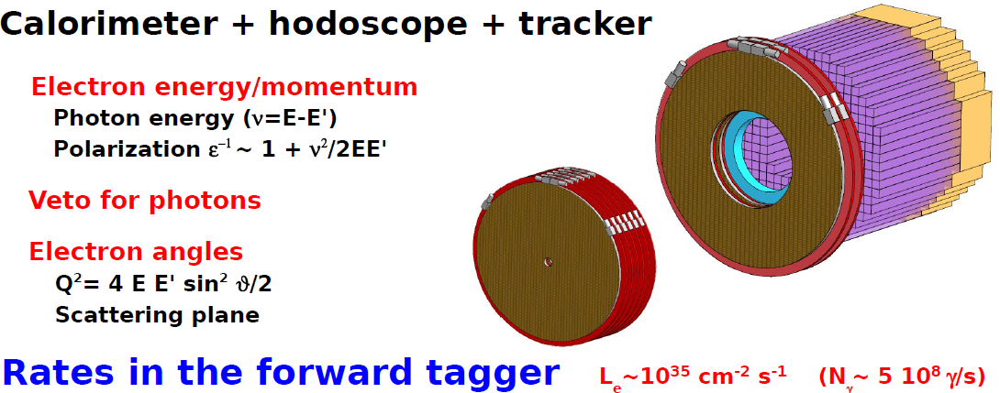 Calorimeter + hodoscope + tracker
Electron energy/momentum
Photon energy (ν=E-E')
Polarization ε⁻¹ ~ 1 + ν²/2EE'
Veto for photons
Electron angles
Q²= 4 E E' sin² ϑ/2
Scattering plane
Rates in the forward tagger Lₑ~10³⁵ cm⁻² s⁻¹ (Nᵧ~ 5 10⁸ γ/s)